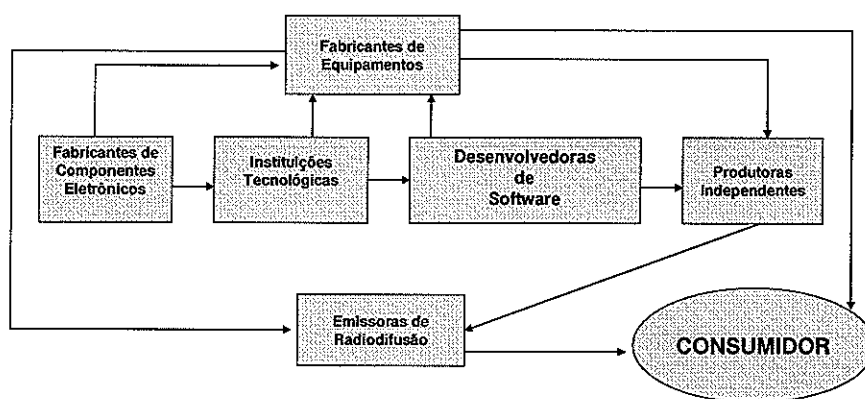 Fabricantes de
Equipamentos
Fabricantes de
Componentes
Eletrônicos
Instituições
Tecnológicas
Desenvolvedoras
de
Software
Produtoras
Independentes
Emissoras de
Radiodifusão
CONSUMIDOR